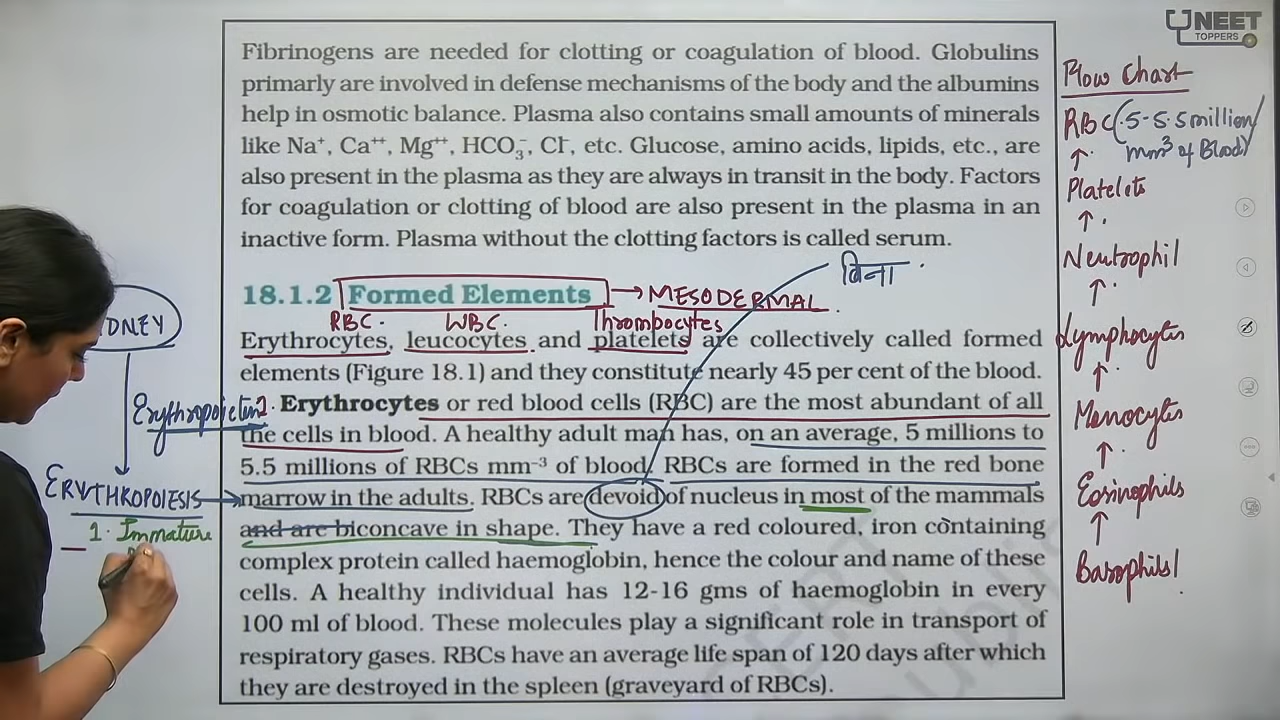 NEET
TOPPERS
Fibrinogens are needed for clotting or coagulation of blood. Globulins
primarily are involved in defense mechanisms of the body and the albumins
help in osmotic balance. Plasma also contains small amounts of minerals
like Na⁺, Ca⁺⁺, Mg⁺⁺, HCO₃⁻, Cl⁻, etc. Glucose, amino acids, lipids, etc., are
also present in the plasma as they are always in transit in the body. Factors
for coagulation or clotting of blood are also present in the plasma in an
inactive form. Plasma without the clotting factors is called serum.
बिना
18.1.2 Formed Elements → MESODERMAL
RBC. WBC. Thrombocytes
Erythrocytes, leucocytes and platelets are collectively called formed
elements (Figure 18.1) and they constitute nearly 45 per cent of the blood.
1. Erythrocytes or red blood cells (RBC) are the most abundant of all
the cells in blood. A healthy adult man has, on an average, 5 millions to
5.5 millions of RBCs mm⁻³ of blood. RBCs are formed in the red bone
marrow in the adults. RBCs are devoid of nucleus in most of the mammals
and are biconcave in shape. They have a red coloured, iron containing
complex protein called haemoglobin, hence the colour and name of these
cells. A healthy individual has 12-16 gms of haemoglobin in every
100 ml of blood. These molecules play a significant role in transport of
respiratory gases. RBCs have an average life span of 120 days after which
they are destroyed in the spleen (graveyard of RBCs).
Erythropoietin
ERYTHROPOIESIS →
1. Immature
Flow Chart
RBC (5-5.5 million/
mm³ of Blood)
↑
Platelets
↑
Neutrophil
↑
Lymphocytes
↑
Monocytes
↑
Eosinophils
↑
Basophils